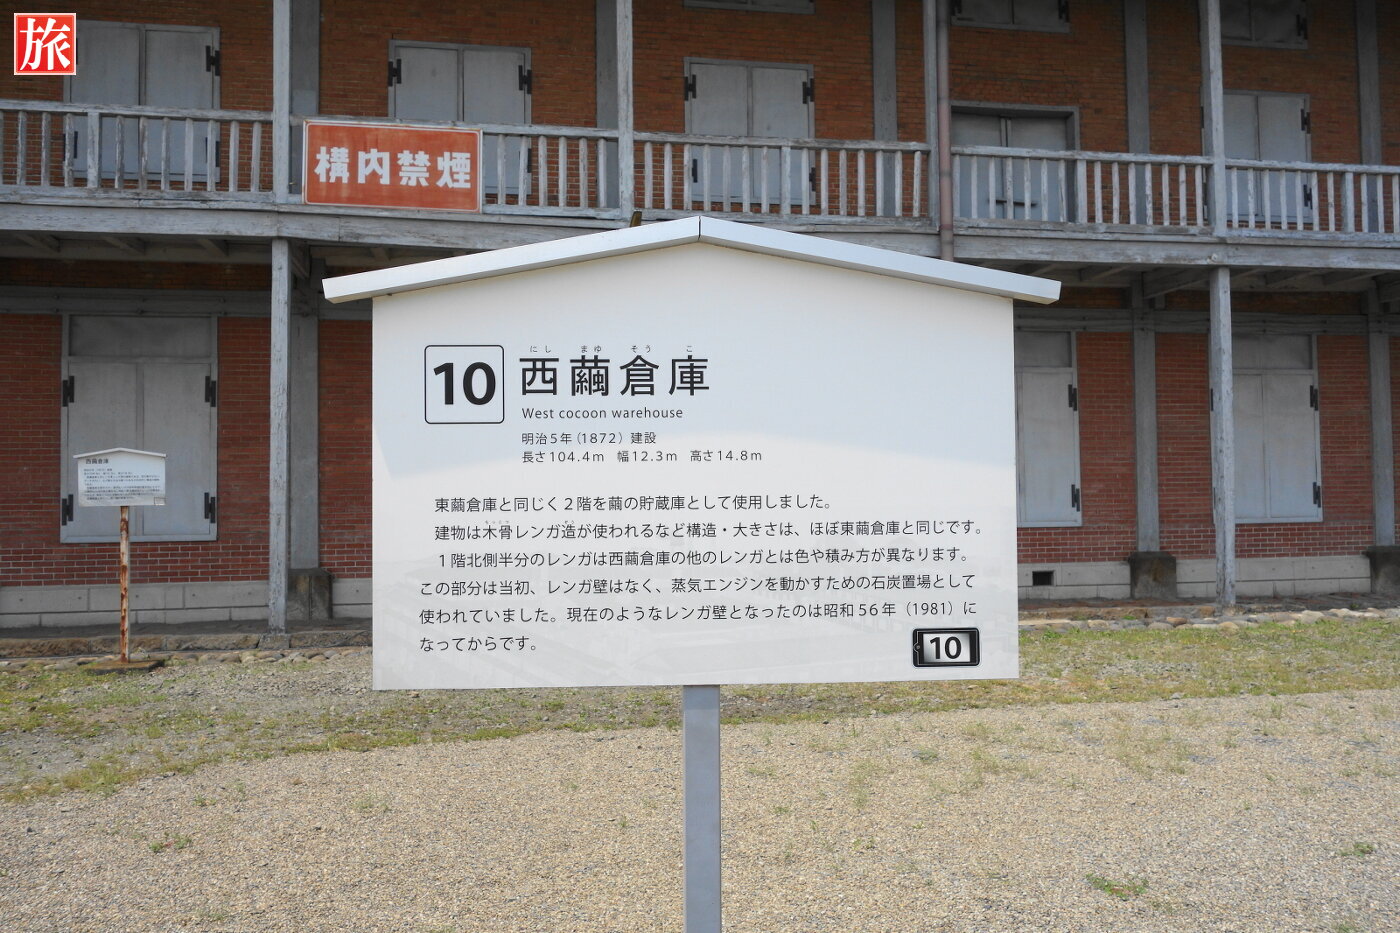 旅
構内禁煙
にし まゆ そう こ
10 西繭倉庫
West cocoon warehouse
明治5年（1872）建設
長さ104.4m 幅12.3m 高さ14.8m
東繭倉庫と同じく２階を繭の貯蔵庫として使用しました。
建物は木骨レンガ造が使われるなど構造・大きさは、ほぼ東繭倉庫と同じです。
１階北側半分のレンガは西繭倉庫の他のレンガとは色や積み方が異なります。
この部分は当初、レンガ壁はなく、蒸気エンジンを動かすための石炭置場として
使われていました。現在のようなレンガ壁となったのは昭和56年（1981）に
なってからです。
10
西繭倉庫